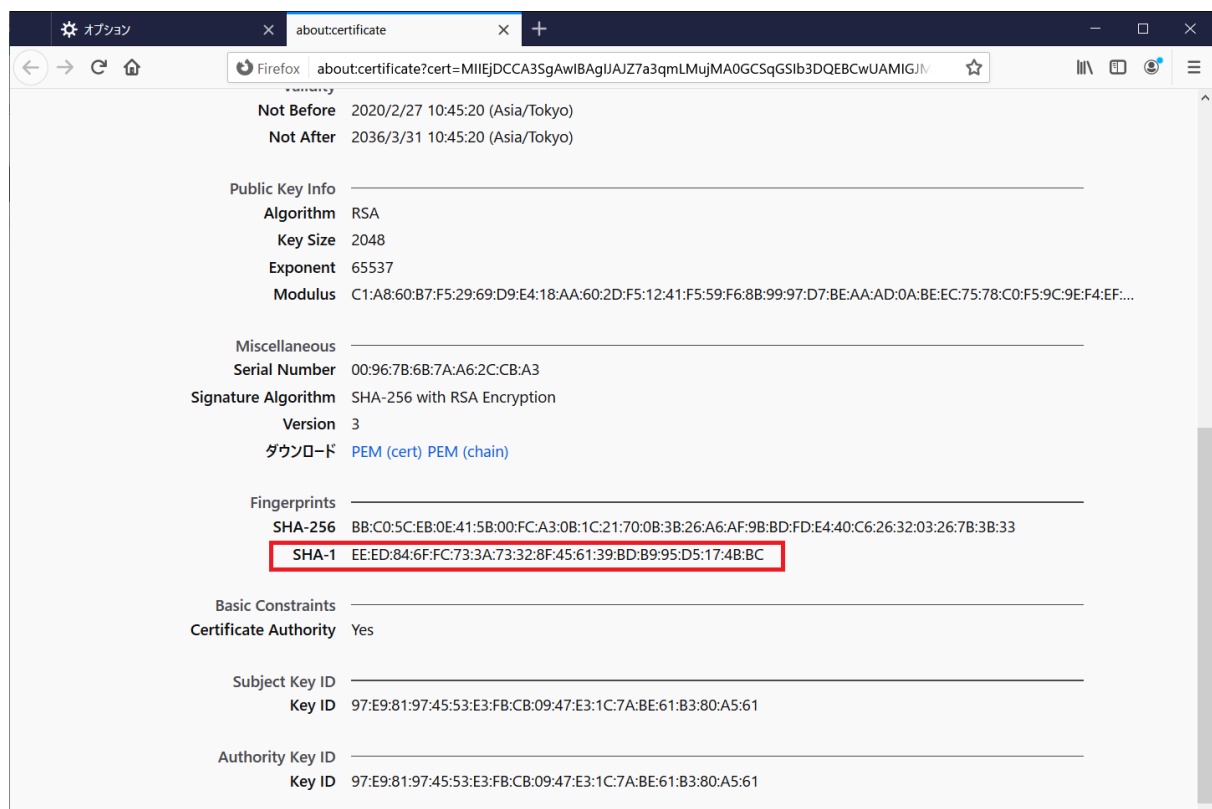 オプション
about:certificate
Firefox about:certificate?cert=MIIEjDCCA3SgAwIBAgIJAJZ7a3qmLMujMA0GCSqGSIb3DQEBCwUAMIGJM
Validity
Not Before 2020/2/27 10:45:20 (Asia/Tokyo)
Not After 2036/3/31 10:45:20 (Asia/Tokyo)
Public Key Info
Algorithm RSA
Key Size 2048
Exponent 65537
Modulus C1:A8:60:B7:F5:29:69:D9:E4:18:AA:60:2D:F5:12:41:F5:59:F6:8B:99:97:D7:BE:AA:AD:0A:BE:EC:75:78:C0:F5:9C:9E:F4:EF:...
Miscellaneous
Serial Number 00:96:7B:6B:7A:A6:2C:CB:A3
Signature Algorithm SHA-256 with RSA Encryption
Version 3
ダウンロード PEM (cert) PEM (chain)
Fingerprints
SHA-256 BB:C0:5C:EB:0E:41:5B:00:FC:A3:0B:1C:21:70:0B:3B:26:A6:AF:9B:BD:FD:E4:40:C6:26:32:03:26:7B:3B:33
SHA-1 EE:ED:84:6F:FC:73:3A:73:32:8F:45:61:39:BD:B9:95:D5:17:4B:BC
Basic Constraints
Certificate Authority Yes
Subject Key ID
Key ID 97:E9:81:97:45:53:E3:FB:CB:09:47:E3:1C:7A:BE:61:B3:80:A5:61
Authority Key ID
Key ID 97:E9:81:97:45:53:E3:FB:CB:09:47:E3:1C:7A:BE:61:B3:80:A5:61